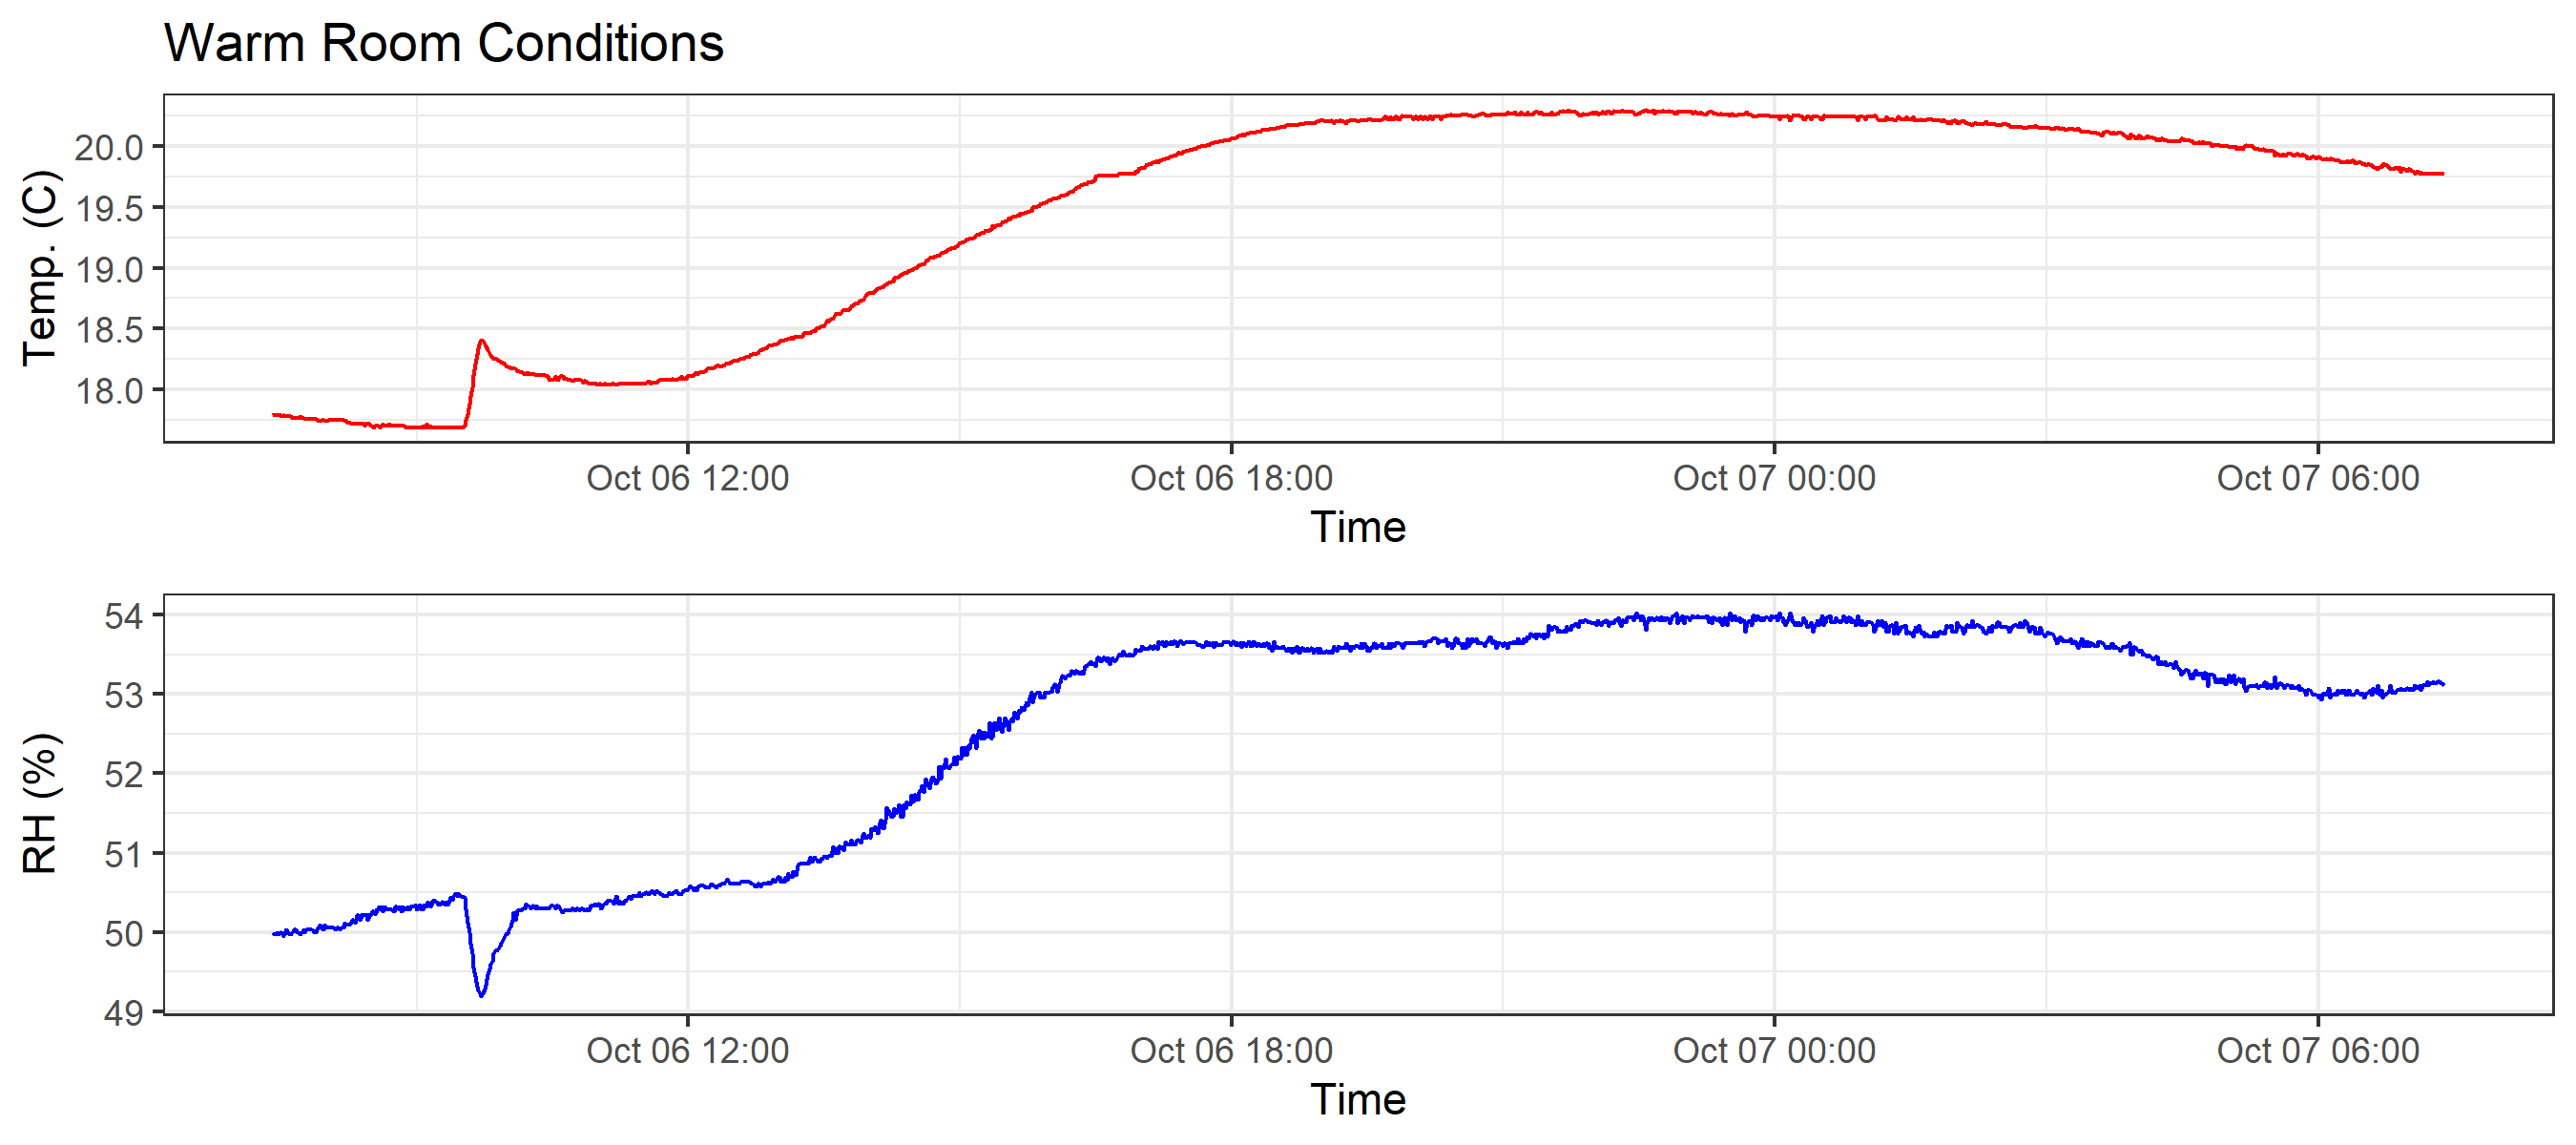 Warm Room Conditions
Temp. (C)
20.0
19.5
19.0
18.5
18.0
Oct 06 12:00 Oct 06 18:00 Oct 07 00:00 Oct 07 06:00
Time
RH (%)
54
53
52
51
50
49
Oct 06 12:00 Oct 06 18:00 Oct 07 00:00 Oct 07 06:00
Time